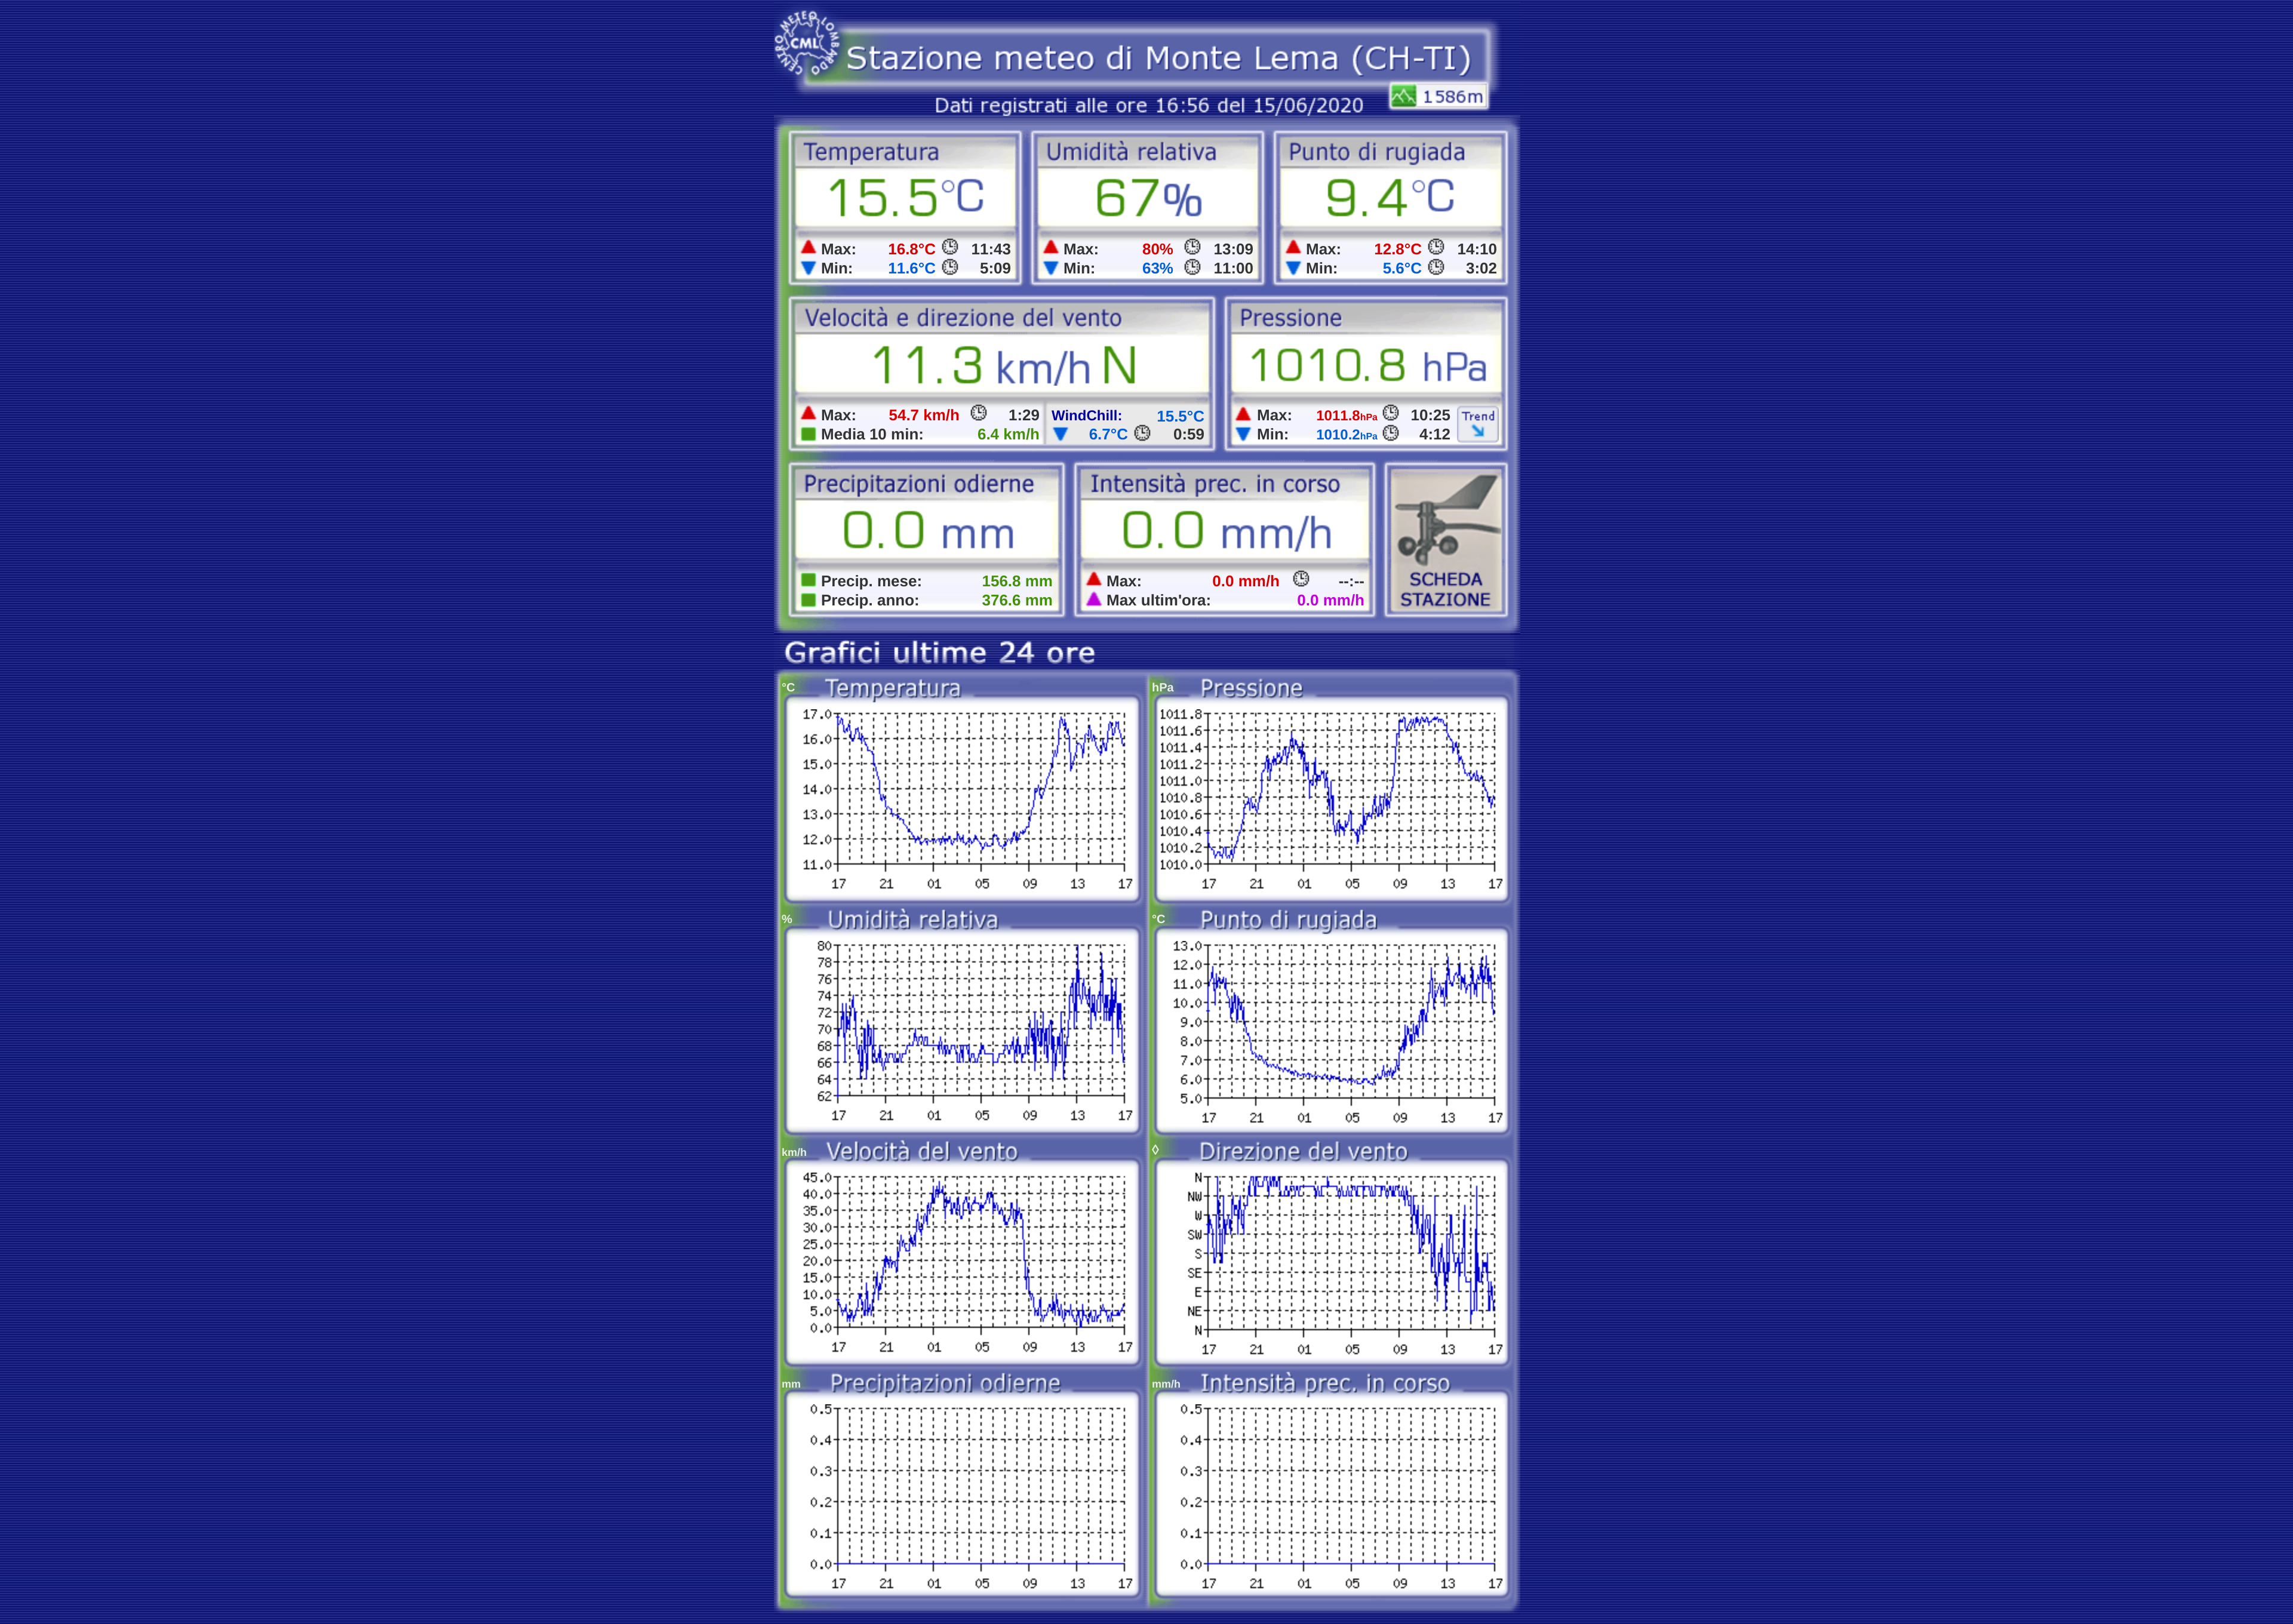 CENTRO METEO LOMBARDO
CML
Stazione meteo di Monte Lema (CH-TI)
1586m
Dati registrati alle ore 16:56 del 15/06/2020
Temperatura
15.5°C
Max: 16.8°C 11:43
Min: 11.6°C 5:09
Umidità relativa
67%
Max: 80% 13:09
Min: 63% 11:00
Punto di rugiada
9.4°C
Max: 12.8°C 14:10
Min: 5.6°C 3:02
Velocità e direzione del vento
11.3 km/h N
Max: 54.7 km/h 1:29
Media 10 min: 6.4 km/h
WindChill: 15.5°C
6.7°C 0:59
Pressione
1010.8 hPa
Max: 1011.8hPa 10:25
Min: 1010.2hPa 4:12
Trend
Precipitazioni odierne
0.0 mm
Precip. mese: 156.8 mm
Precip. anno: 376.6 mm
Intensità prec. in corso
0.0 mm/h
Max: 0.0 mm/h --:--
Max ultim'ora: 0.0 mm/h
SCHEDA
STAZIONE
Grafici ultime 24 ore
°C Temperatura
17.0
16.0
15.0
14.0
13.0
12.0
11.0
17 21 01 05 09 13 17
hPa Pressione
1011.8
1011.6
1011.4
1011.2
1011.0
1010.8
1010.6
1010.4
1010.2
1010.0
17 21 01 05 09 13 17
% Umidità relativa
80
78
76
74
72
70
68
66
64
62
17 21 01 05 09 13 17
°C Punto di rugiada
13.0
12.0
11.0
10.0
9.0
8.0
7.0
6.0
5.0
17 21 01 05 09 13 17
km/h Velocità del vento
45.0
40.0
35.0
30.0
25.0
20.0
15.0
10.0
5.0
0.0
17 21 01 05 09 13 17
◊ Direzione del vento
N
NW
W
SW
S
SE
E
NE
N
17 21 01 05 09 13 17
mm Precipitazioni odierne
0.5
0.4
0.3
0.2
0.1
0.0
17 21 01 05 09 13 17
mm/h Intensità prec. in corso
0.5
0.4
0.3
0.2
0.1
0.0
17 21 01 05 09 13 17